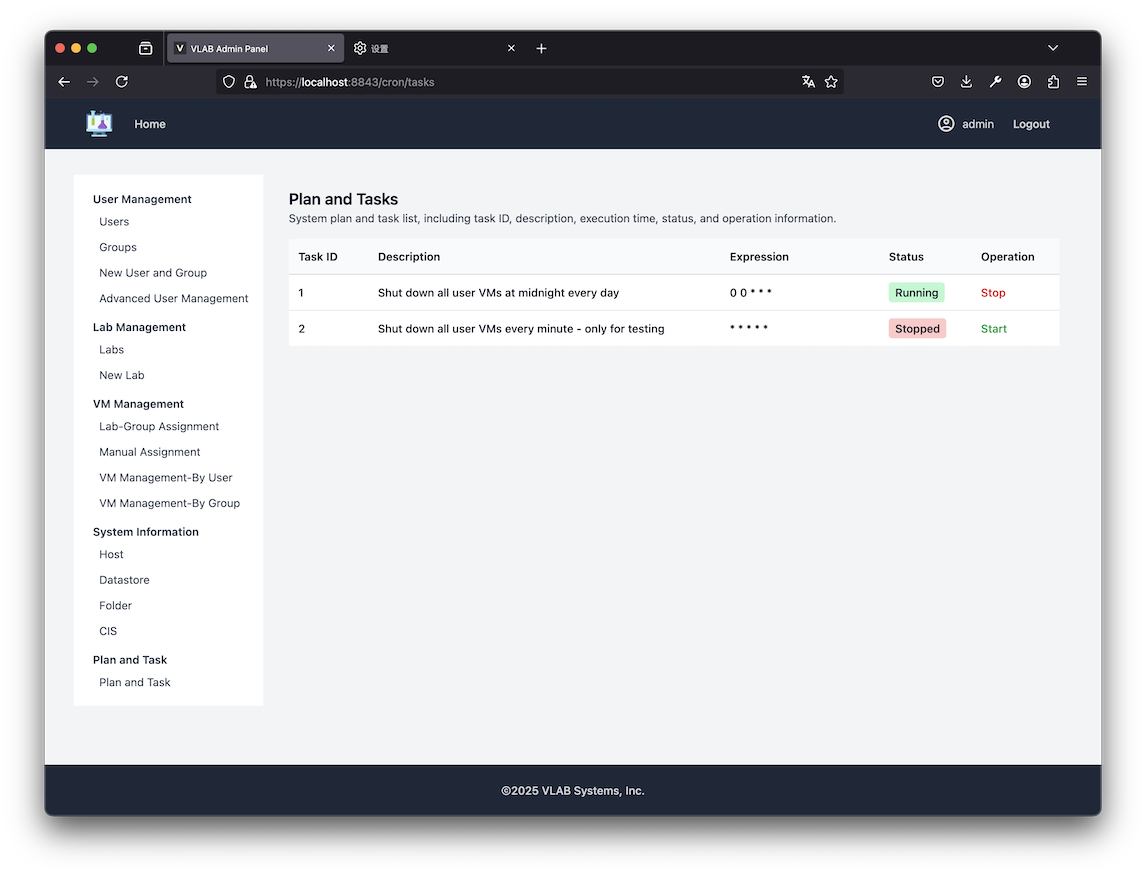 V VLAB Admin Panel
设置
https://localhost:8843/cron/tasks
Home
admin
Logout
User Management
Users
Groups
New User and Group
Advanced User Management
Lab Management
Labs
New Lab
VM Management
Lab-Group Assignment
Manual Assignment
VM Management-By User
VM Management-By Group
System Information
Host
Datastore
Folder
CIS
Plan and Task
Plan and Task
Plan and Tasks
System plan and task list, including task ID, description, execution time, status, and operation information.
Task ID Description Expression Status Operation
1 Shut down all user VMs at midnight every day 0 0 * * * Running Stop
2 Shut down all user VMs every minute - only for testing * * * * * Stopped Start
©2025 VLAB Systems, Inc.